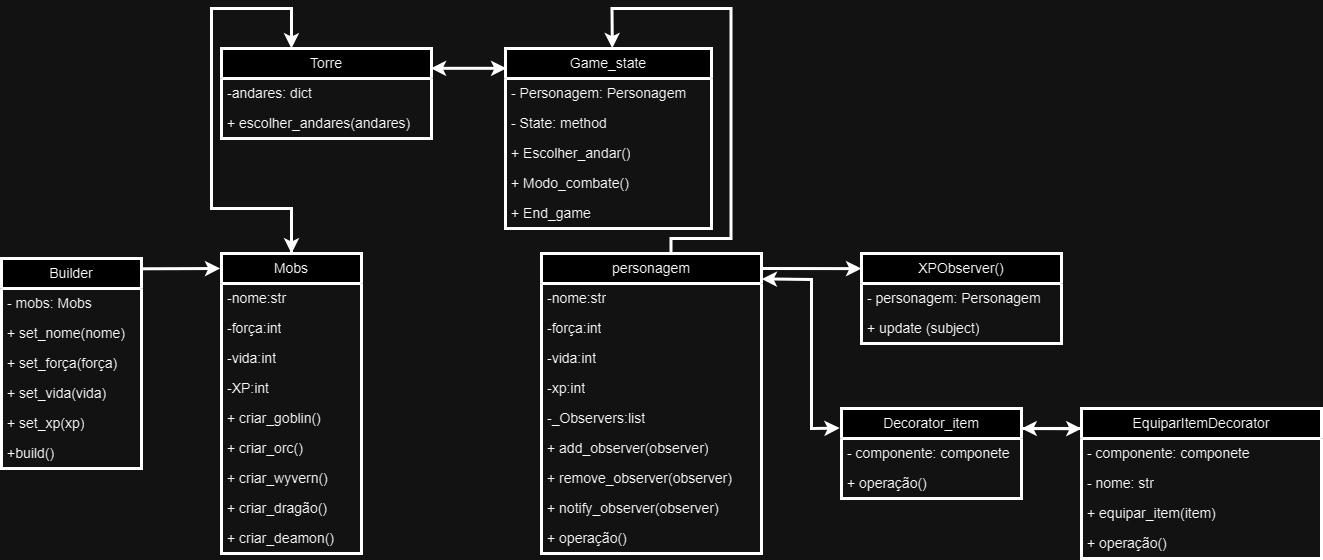 Torre
-andares: dict
+ escolher_andares(andares)
Game_state
- Personagem: Personagem
- State: method
+ Escolher_andar()
+ Modo_combate()
+ End_game
Builder
- mobs: Mobs
+ set_nome(nome)
+ set_força(força)
+ set_vida(vida)
+ set_xp(xp)
+build()
Mobs
-nome:str
-força:int
-vida:int
-XP:int
+ criar_goblin()
+ criar_orc()
+ criar_wyvern()
+ criar_dragão()
+ criar_deamon()
personagem
-nome:str
-força:int
-vida:int
-xp:int
-_Observers:list
+ add_observer(observer)
+ remove_observer(observer)
+ notify_observer(observer)
+ operação()
XPObserver()
- personagem: Personagem
+ update (subject)
Decorator_item
- componente: componete
+ operação()
EquiparItemDecorator
- componente: componete
- nome: str
+ equipar_item(item)
+ operação()